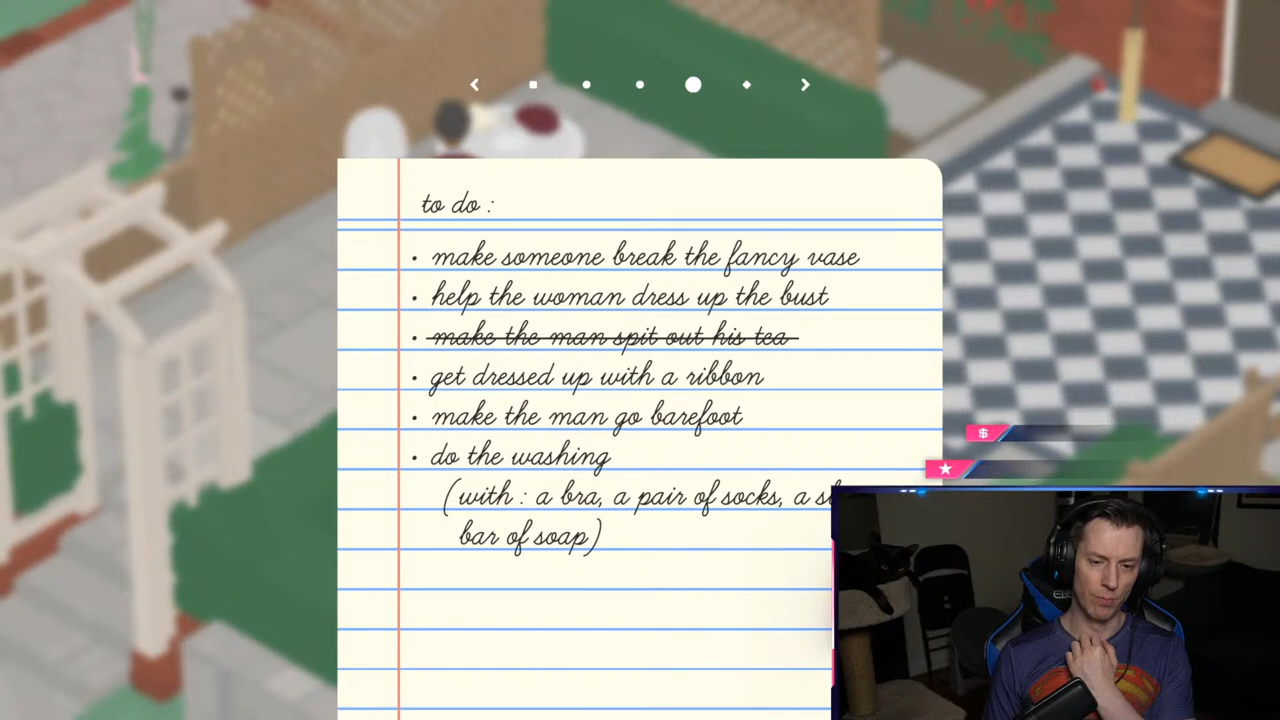 to do :
• make someone break the fancy vase
• help the woman dress up the bust
• make the man spit out his tea
• get dressed up with a ribbon
• make the man go barefoot
• do the washing
(with : a bra, a pair of socks, a
bar of soap)
$